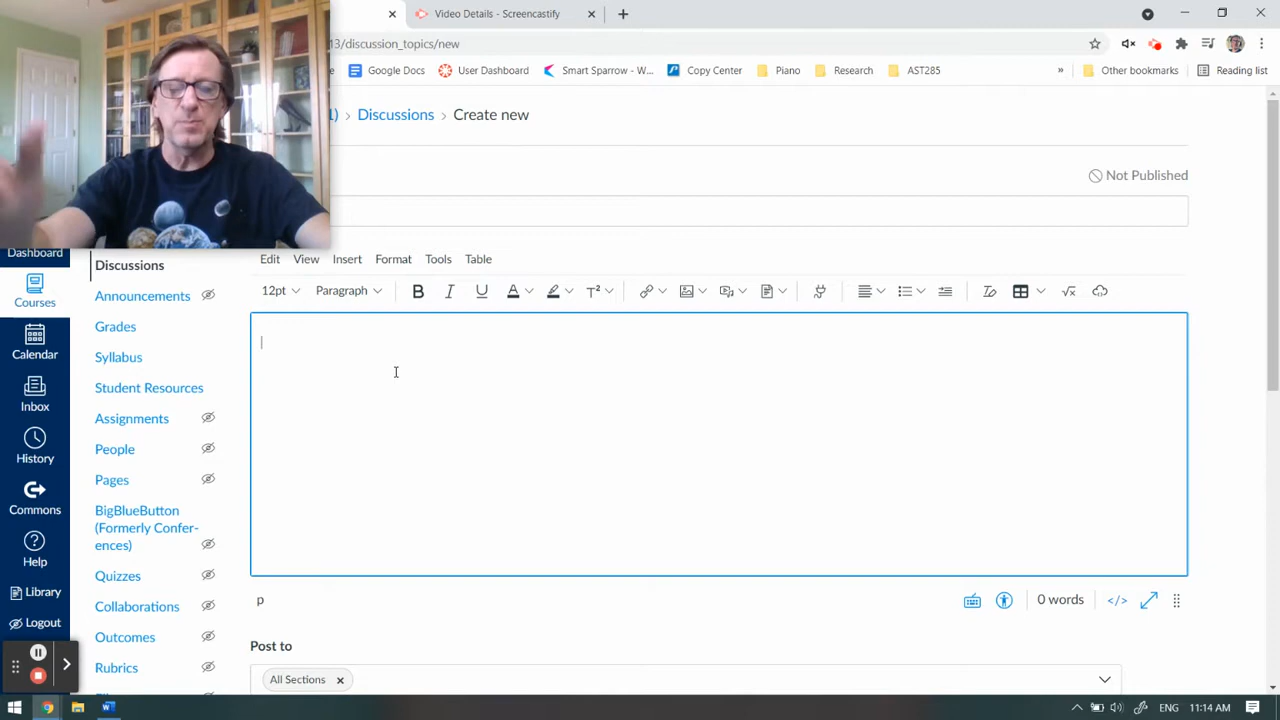 Video Details - Screencastify
13/discussion_topics/new
Google Docs
User Dashboard
Smart Sparrow - W...
Copy Center
Piano
Research
AST285
»
Other bookmarks
Reading list
1) › Discussions › Create new
Not Published
Edit View Insert Format Tools Table
12pt Paragraph
Dashboard
Courses
Calendar
Inbox
History
Commons
Help
Library
Logout
Discussions
Announcements
Grades
Syllabus
Student Resources
Assignments
People
Pages
BigBlueButton
(Formerly Confer-
ences)
Quizzes
Collaborations
Outcomes
Rubrics
p
0 words
</>
Post to
All Sections
ENG 11:14 AM